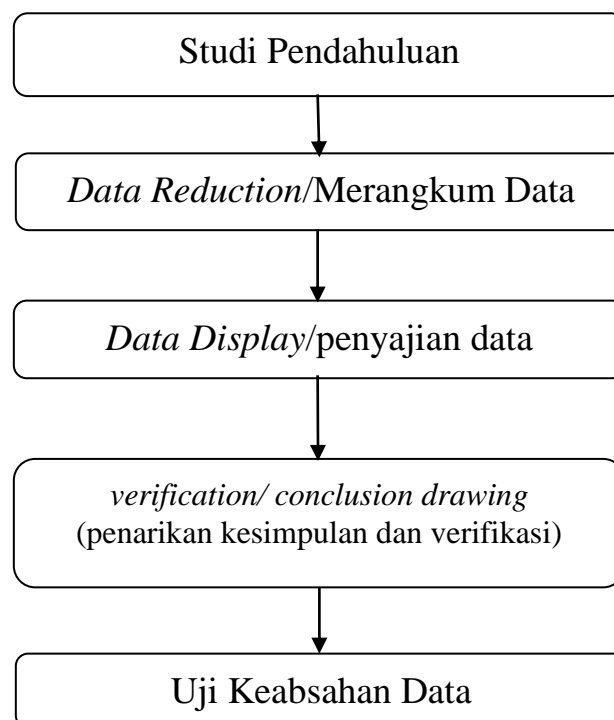 Studi Pendahuluan
Data Reduction/Merangkum Data
Data Display/penyajian data
verification/ conclusion drawing
(penarikan kesimpulan dan verifikasi)
Uji Keabsahan Data